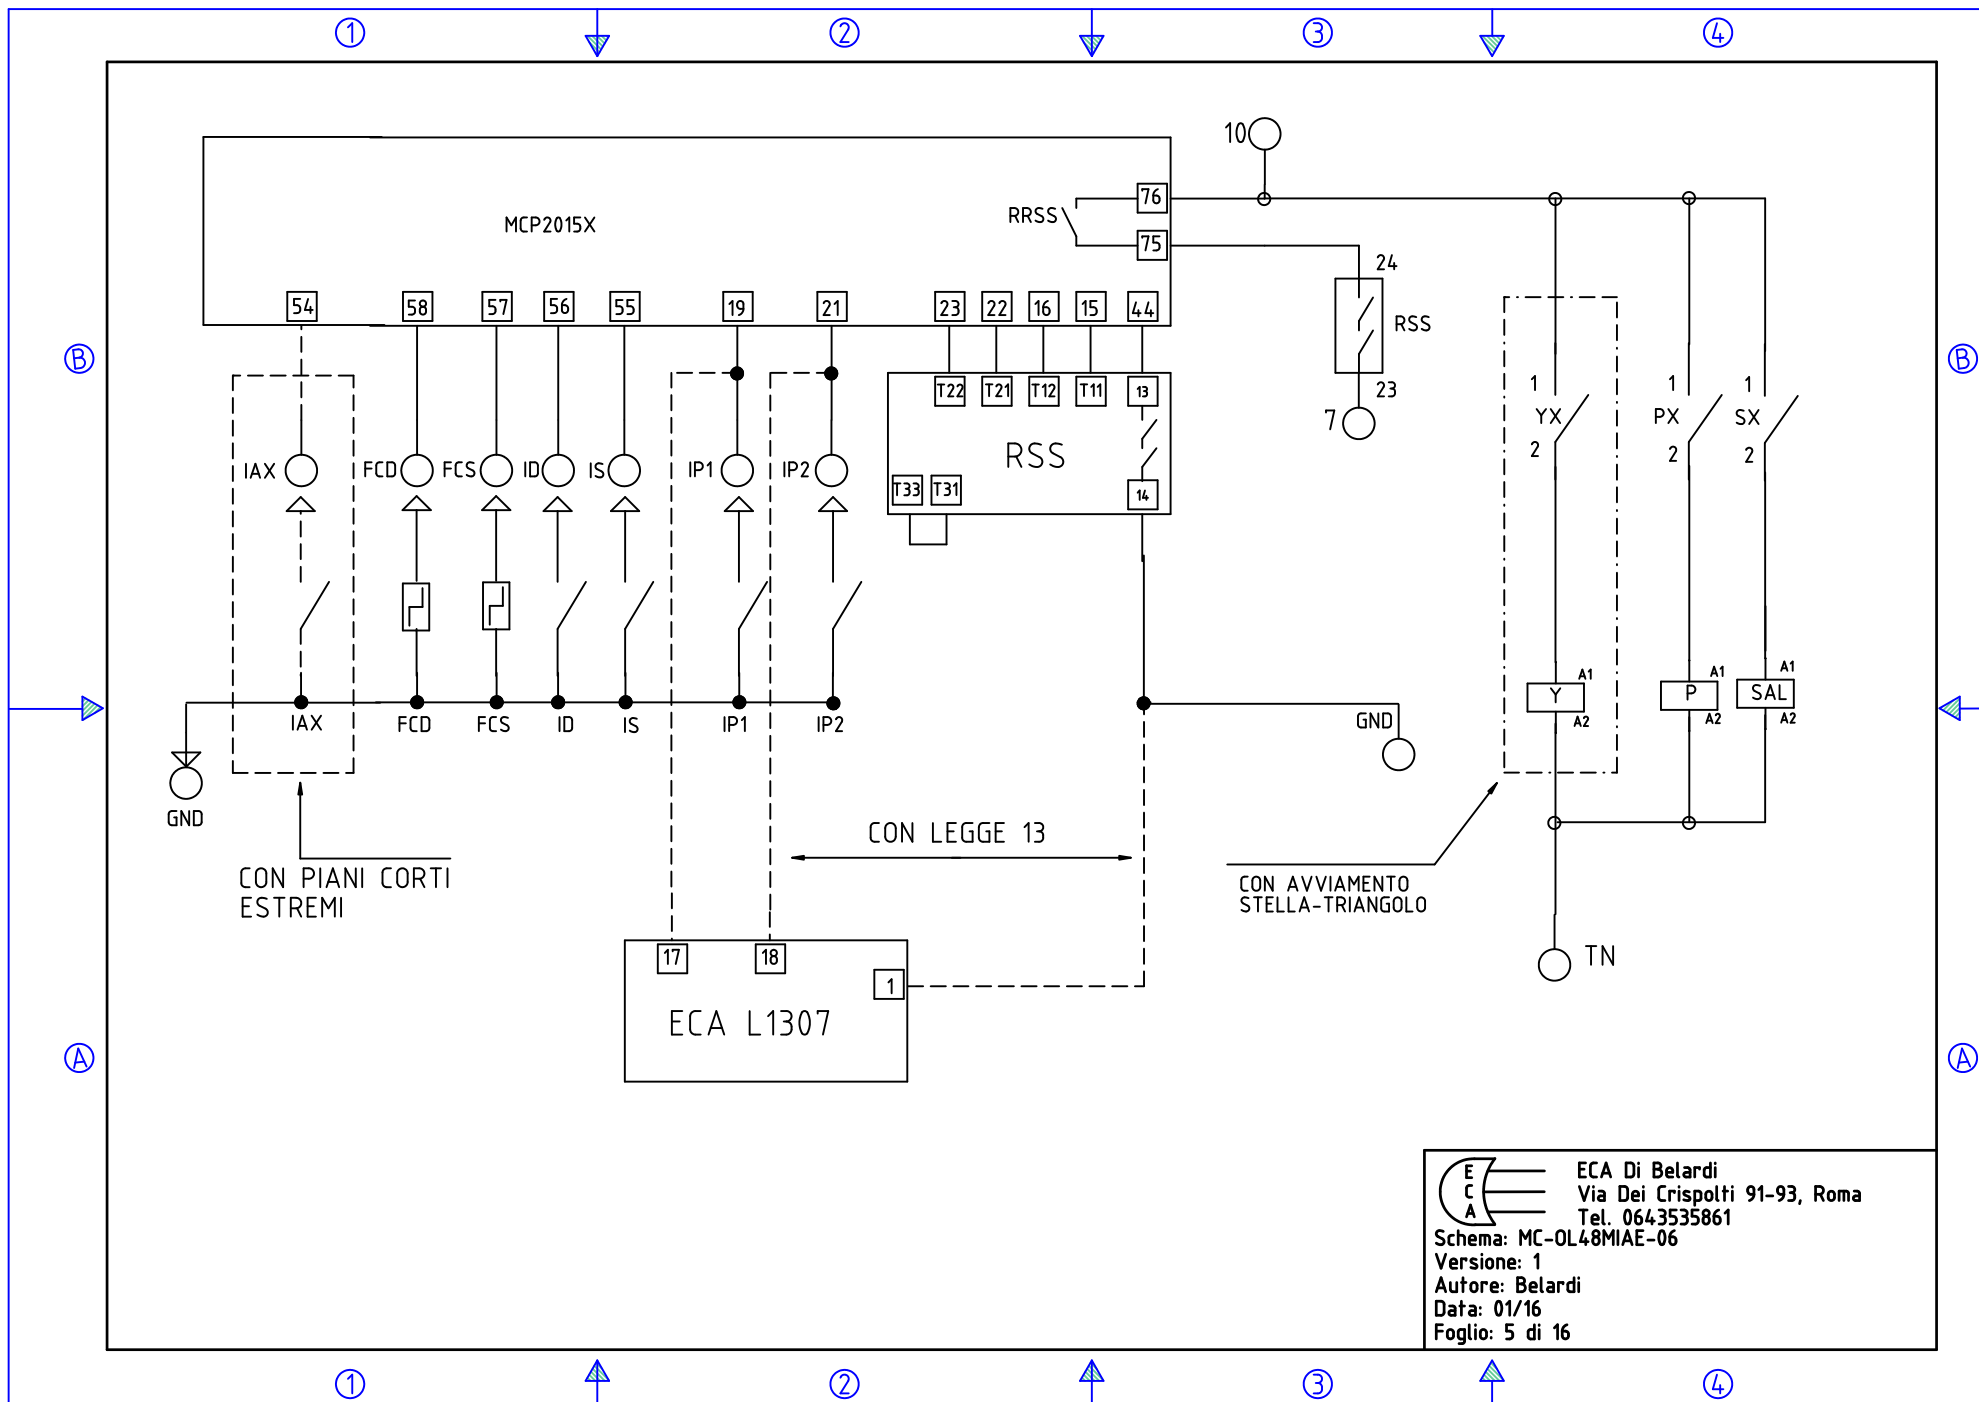 1 2 3 4
10
76
RRSS
MCP2015X
75
24
54 58 57 56 55 19 21 23 22 16 15 44
RSS
B B
T22 T21 T12 T11 13
23
1 1 1
7
YX PX SX
RSS
2 2 2
IAX FCD FCS ID IS IP1 IP2
T33 T31 14
A1 A1 A1
Y P SAL
A2 A2 A2
IAX FCD FCS ID IS IP1 IP2
GND
GND
CON LEGGE 13
CON PIANI CORTI
ESTREMI
CON AVVIAMENTO
STELLA-TRIANGOLO
17 18
TN
1
ECA L1307
A A
E
C
A
ECA Di Belardi
Via Dei Crispolti 91-93, Roma
Tel. 0643535861
Schema: MC-OL48MIAE-06
Versione: 1
Autore: Belardi
Data: 01/16
Foglio: 5 di 16
1 2 3 4